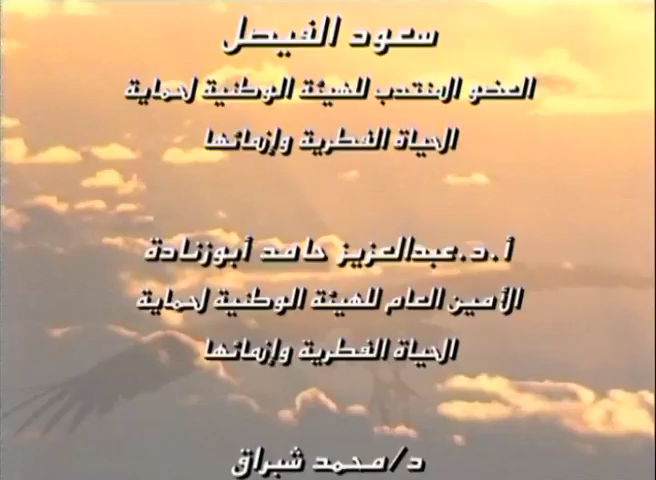 سعود الفيصل
العضو المنتدب للهيئة الوطنية لحماية
الحياة الفطرية وإنمائها
أ.د.عبدالعزيز حامد أبوزنادة
الأمين العام للهيئة الوطنية لحماية
الحياة الفطرية وإنمائها
د/محمد شبراق